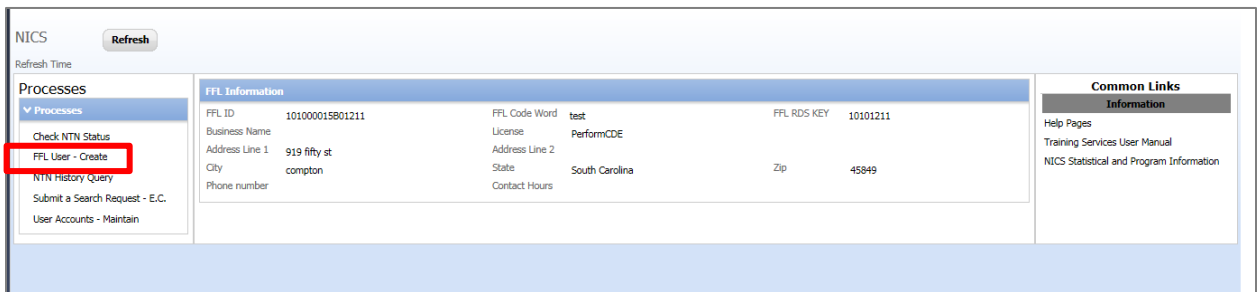 NICS
Refresh
Refresh Time
Processes
Processes
Check NTN Status
FFL User - Create
NTN History Query
Submit a Search Request - E.C.
User Accounts - Maintain
FFL Information
FFL ID 101000015B01211 FFL Code Word test FFL RDS KEY 10101211
Business Name License PerformCDE
Address Line 1 919 fifty st Address Line 2
City compton State South Carolina Zip 45849
Phone number Contact Hours
Common Links
Information
Help Pages
Training Services User Manual
NICS Statistical and Program Information